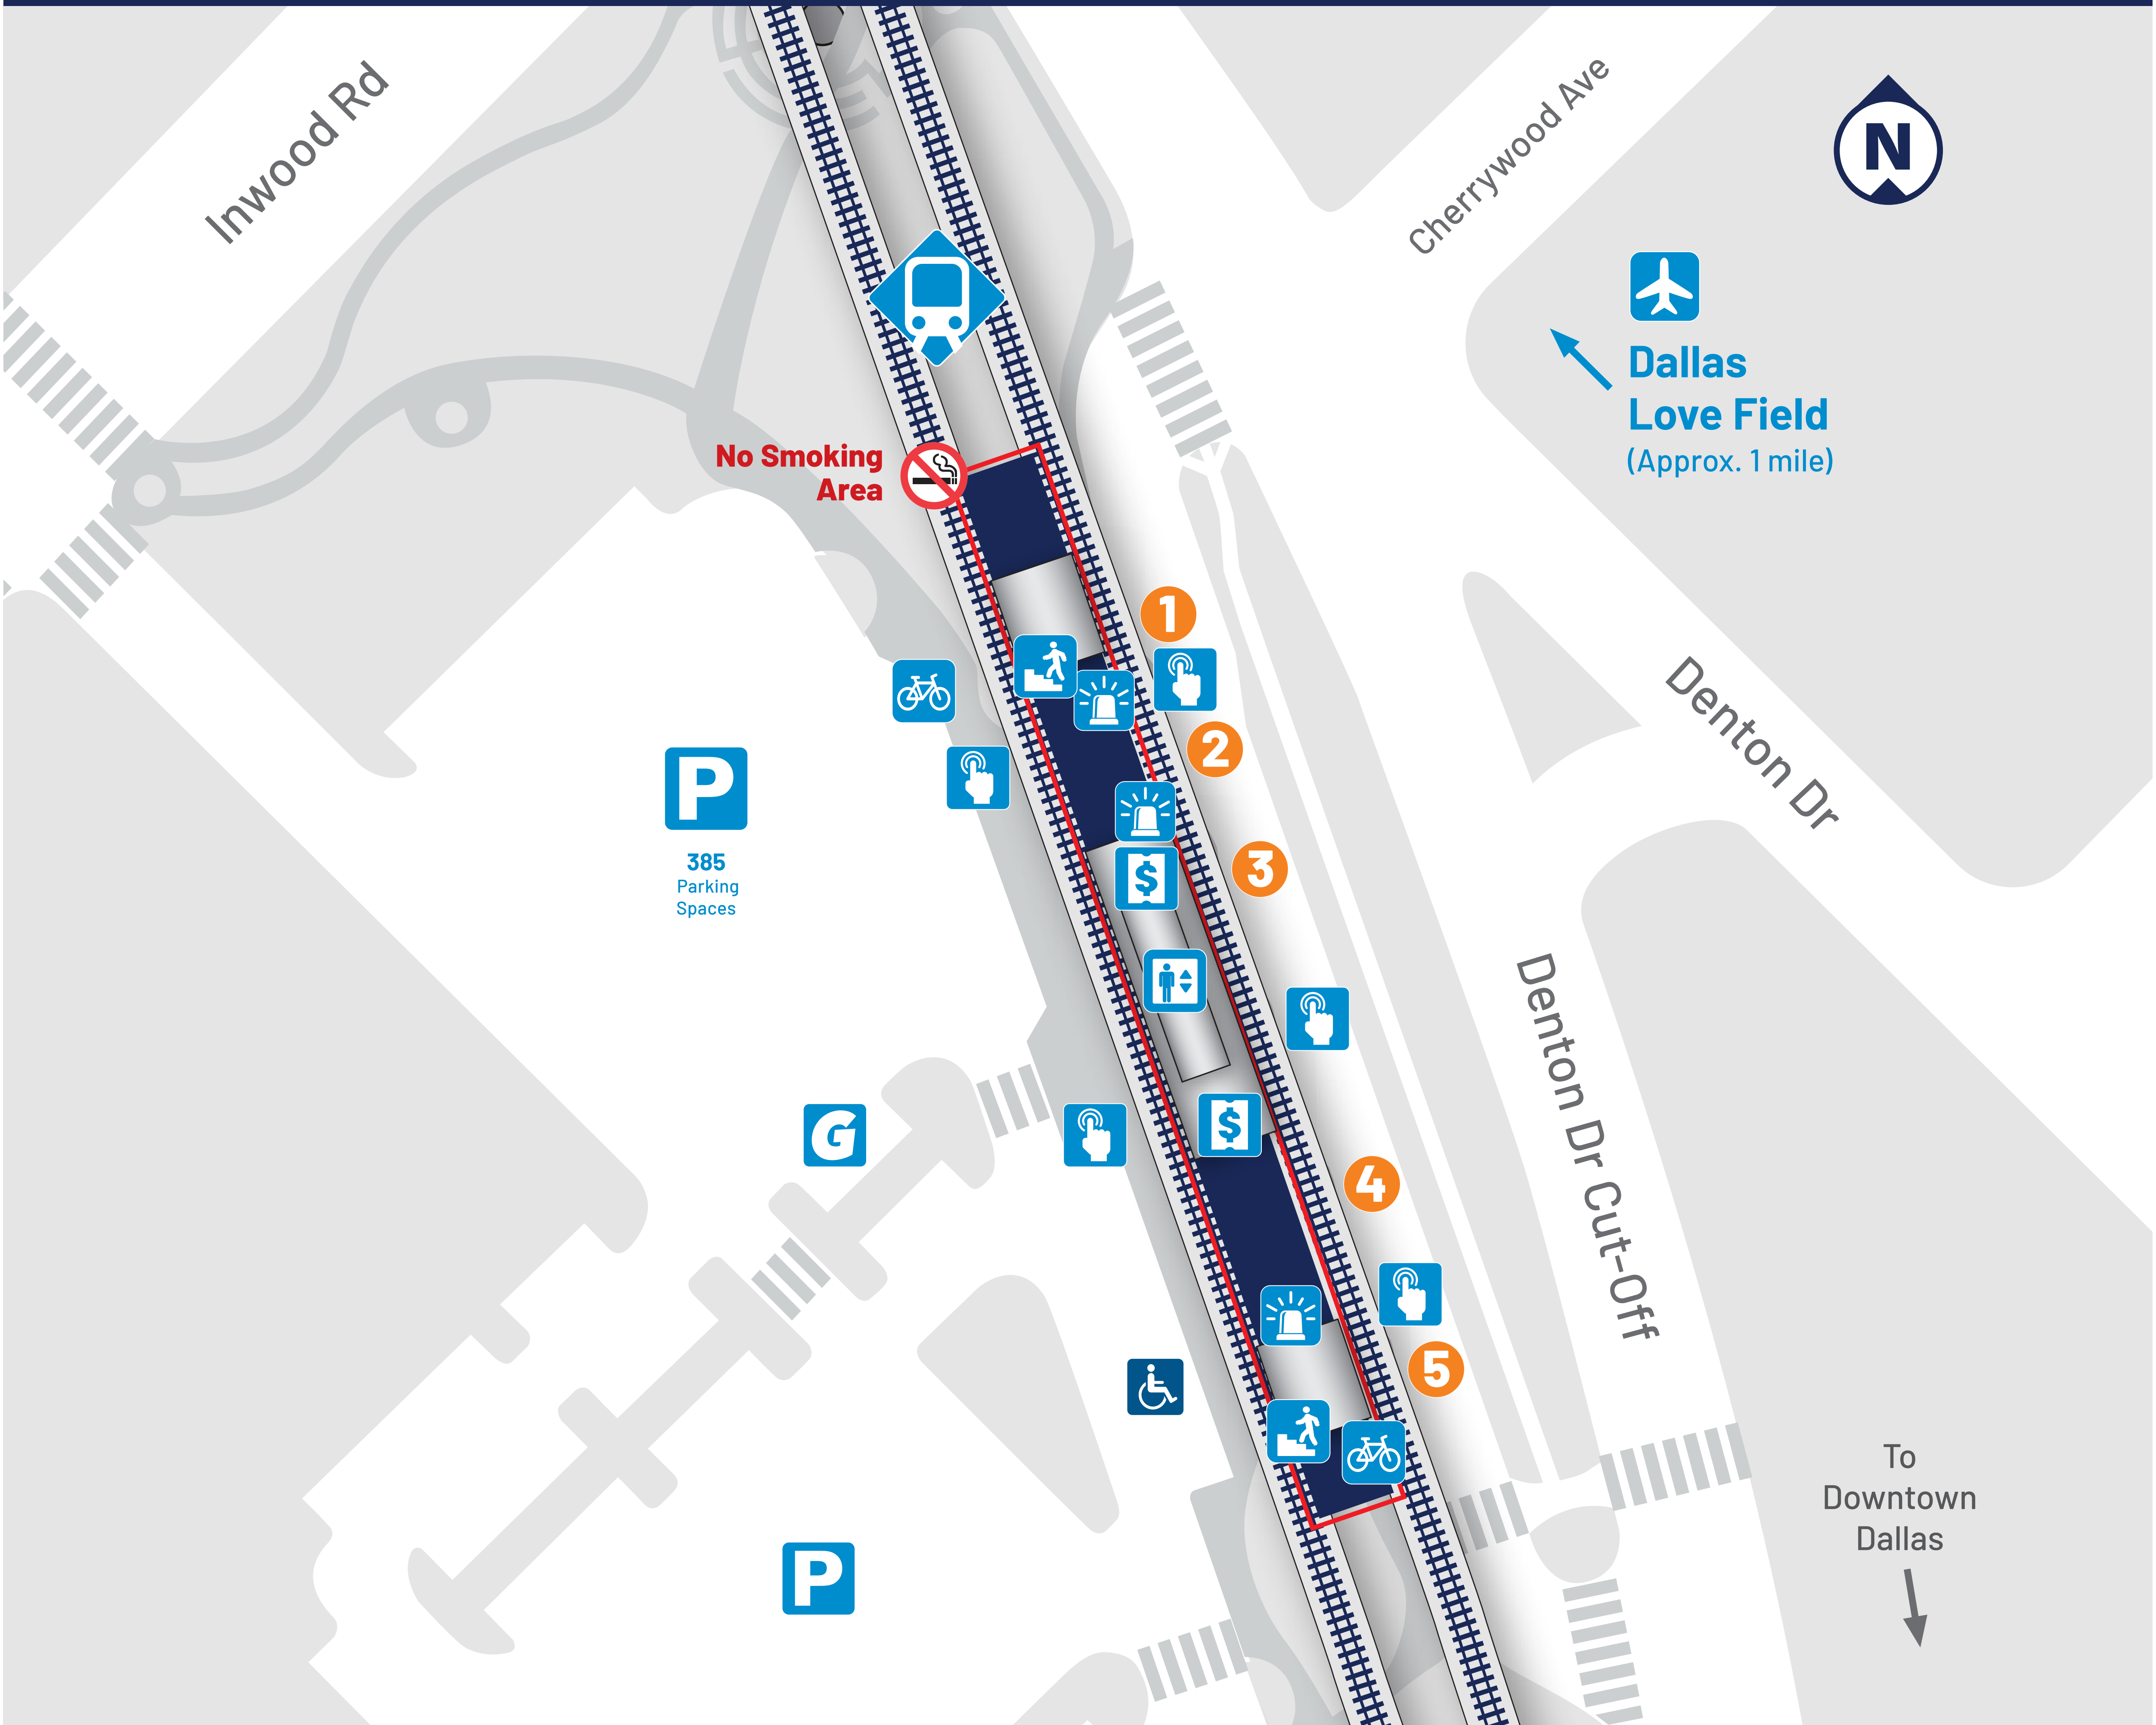 Inwood Rd
Cherrywood Ave
N
Dallas
Love Field
(Approx. 1 mile)
No Smoking
Area
1
2
3
4
5
Denton Dr
P
385
Parking
Spaces
$
$
G
Denton Dr Cut-Off
P
To
Downtown
Dallas